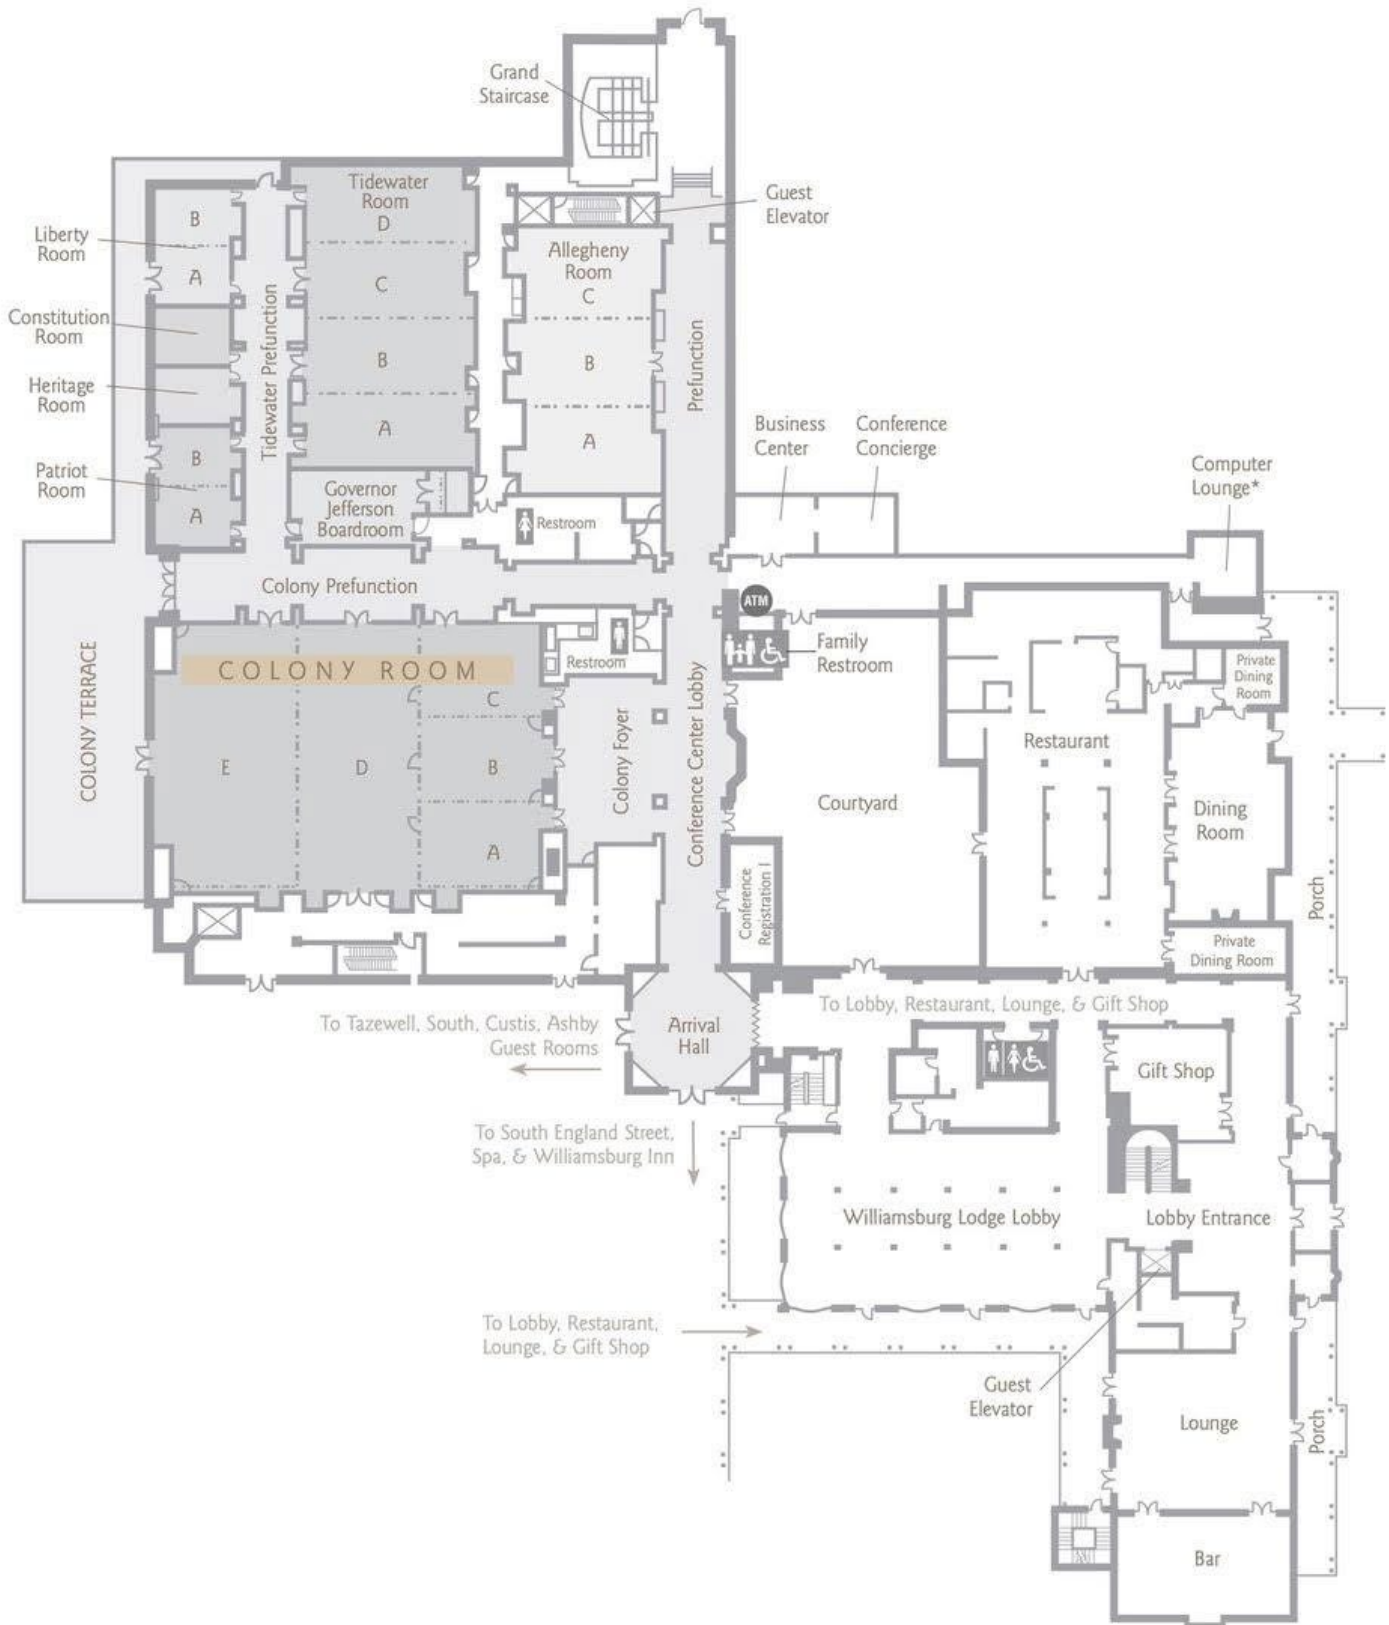 Grand
Staircase
Guest
Elevator
Tidewater
Room
D
C
B
A
Allegheny
Room
C
B
A
B
A
Liberty
Room
Constitution
Room
Heritage
Room
Patriot
Room
B
A
Tidewater Prefunction
Prefunction
Governor
Jefferson
Boardroom
Restroom
Business
Center
Conference
Concierge
Computer
Lounge*
Colony Prefunction
ATM
Family
Restroom
COLONY TERRACE
COLONY ROOM
E
D
C
B
A
Restroom
Colony Foyer
Conference Center Lobby
Conference
Registration I
Courtyard
Restaurant
Private
Dining
Room
Dining
Room
Porch
Private
Dining Room
To Lobby, Restaurant, Lounge, & Gift Shop
To Tazewell, South, Custis, Ashby
Guest Rooms
Arrival
Hall
Gift Shop
To South England Street,
Spa, & Williamsburg Inn
Williamsburg Lodge Lobby
Lobby Entrance
To Lobby, Restaurant,
Lounge, & Gift Shop
Guest
Elevator
Lounge
Porch
Bar